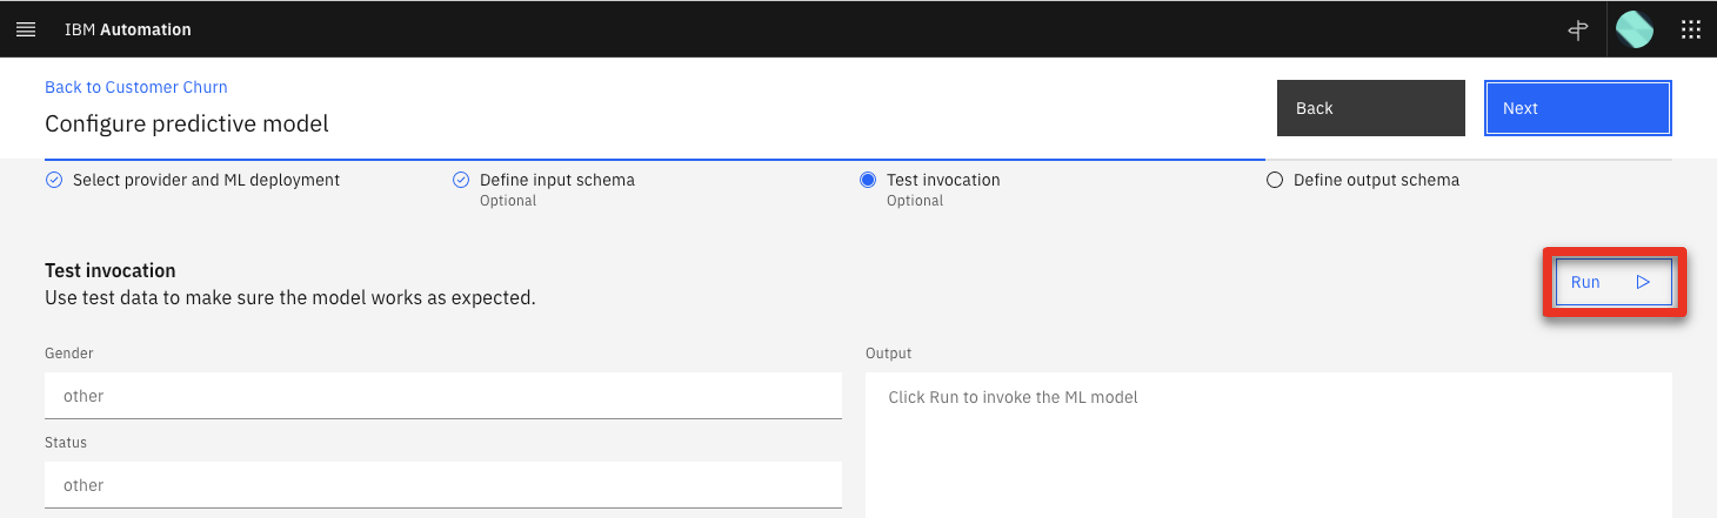 IBM Automation
Back to Customer Churn
Configure predictive model
Back
Next
Select provider and ML deployment
Define input schema
Optional
Test invocation
Optional
Define output schema
Test invocation
Use test data to make sure the model works as expected.
Run
Gender
other
Status
other
Output
Click Run to invoke the ML model